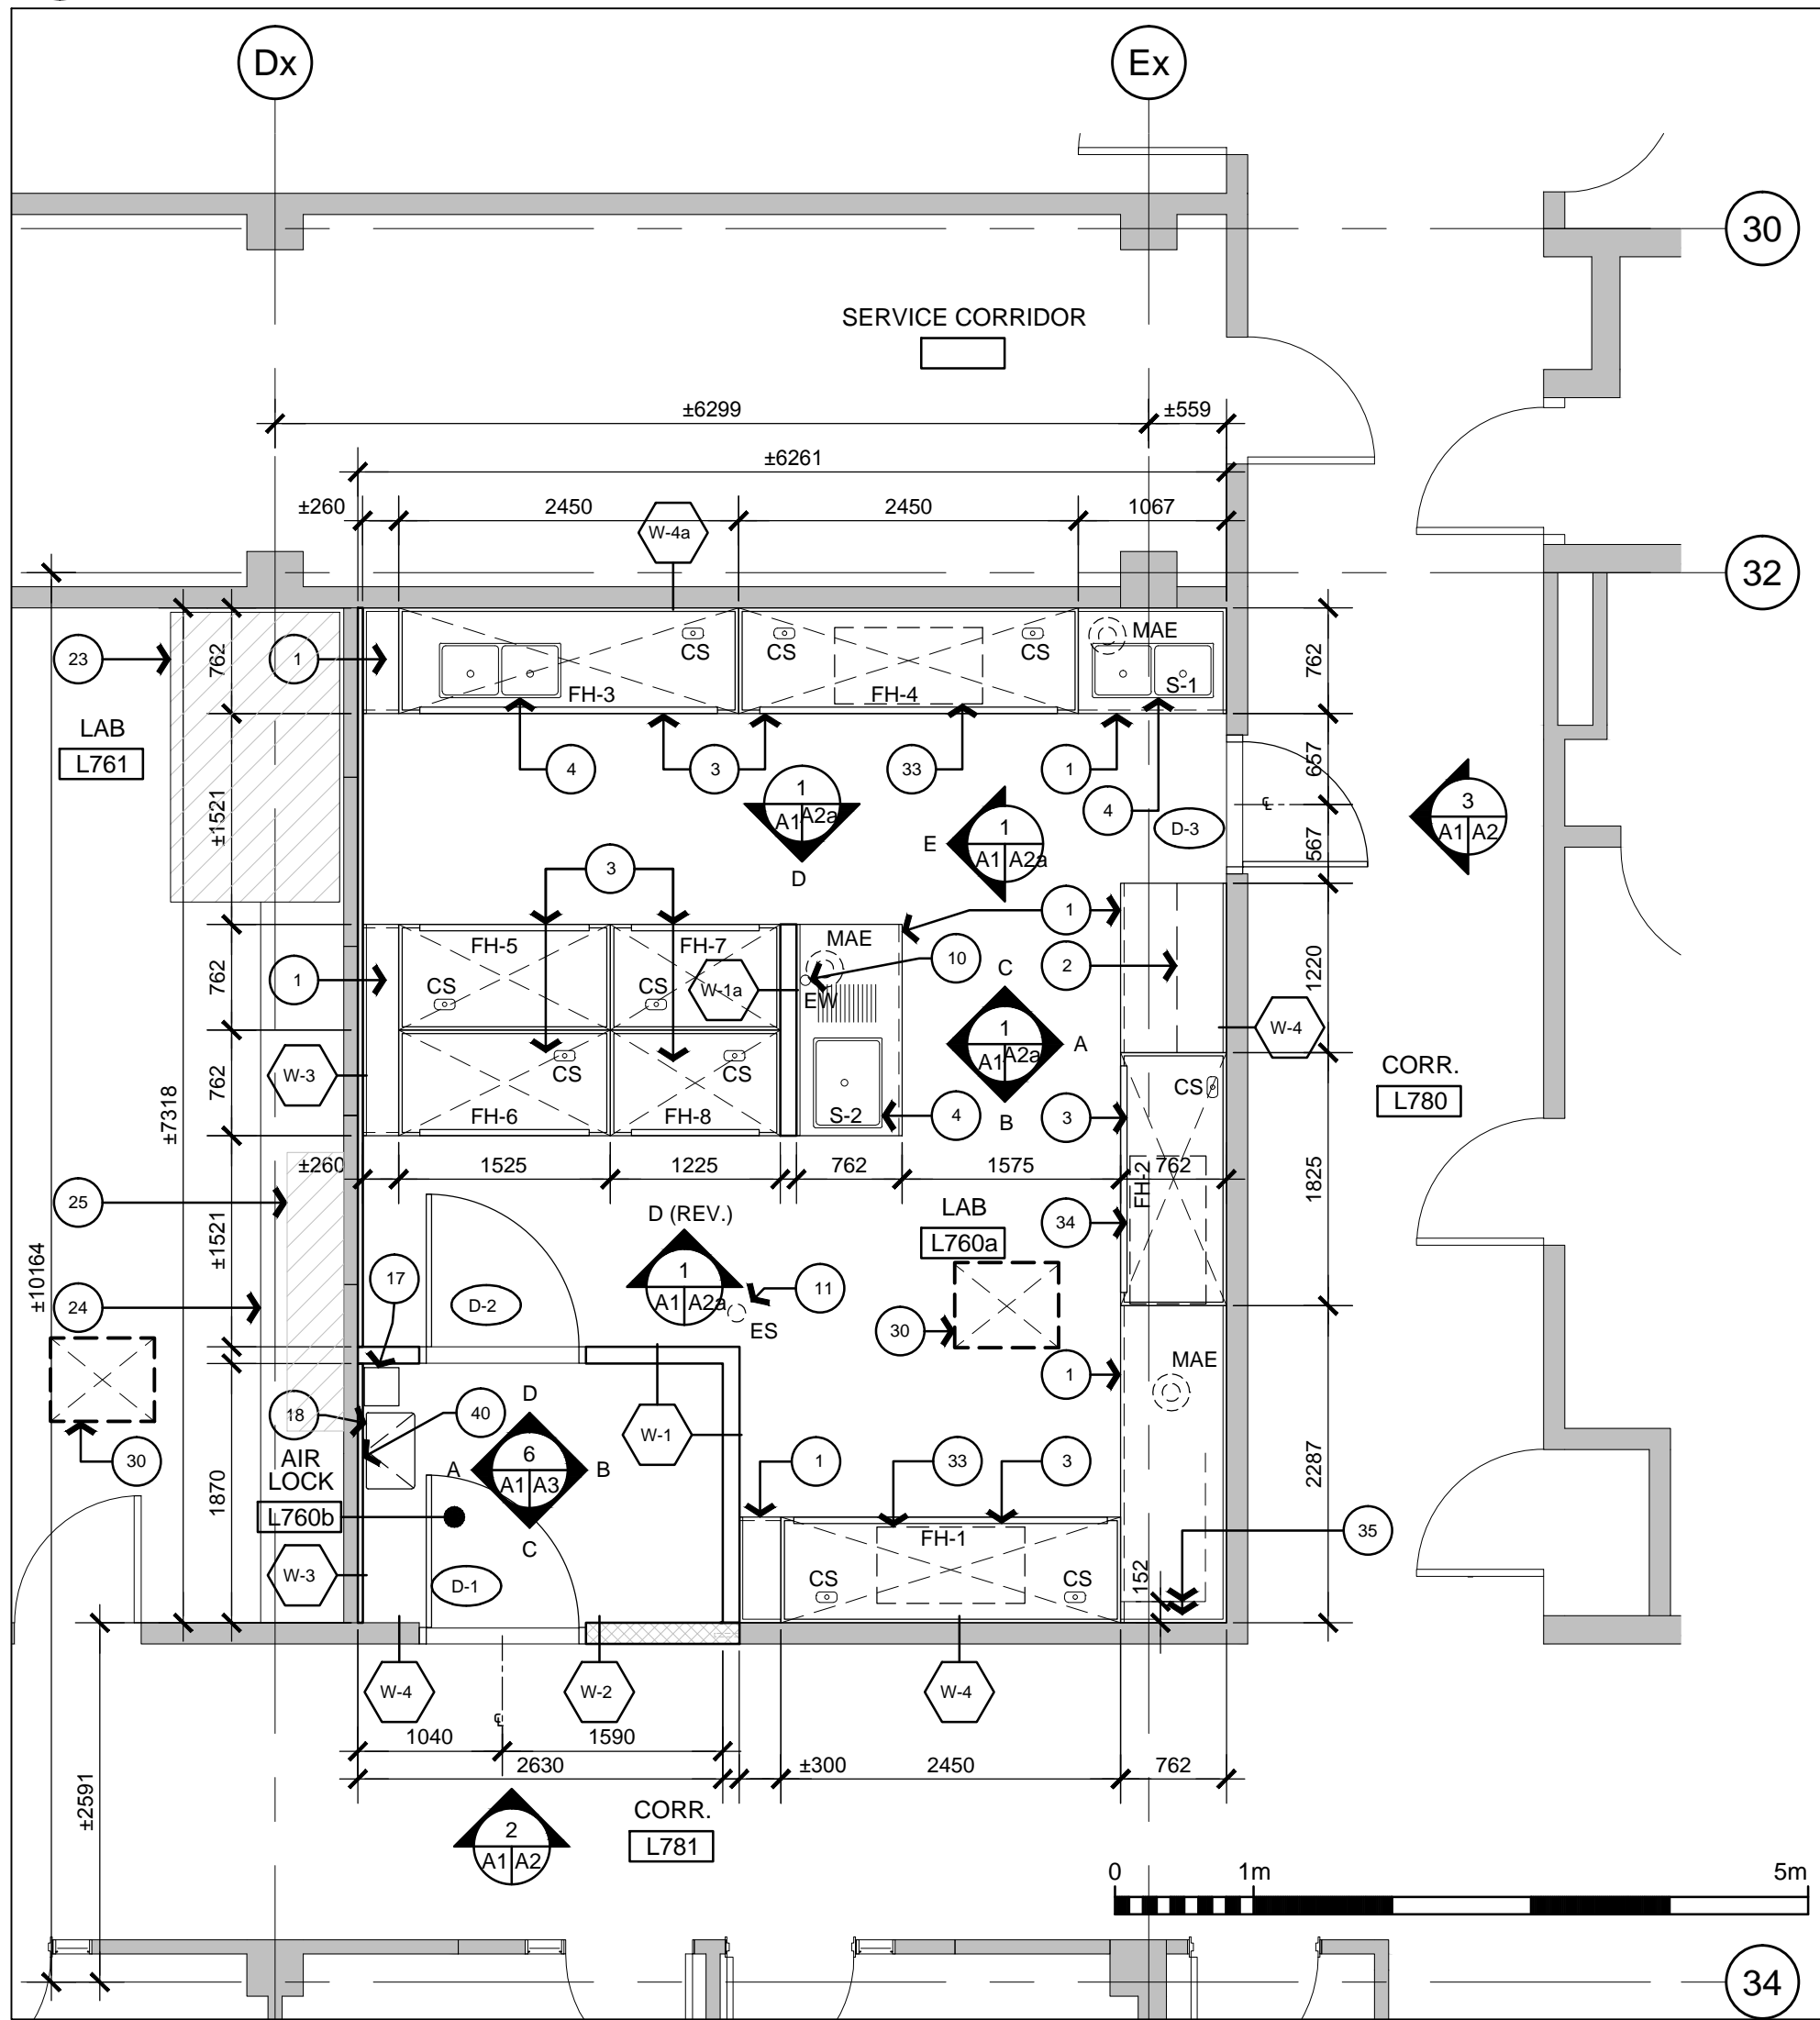 Dx
Ex
30
SERVICE CORRIDOR
±6299
±559
±6261
±260
2450
2450
1067
W-4a
32
23
762
1
CS
CS
CS
MAE
762
FH-3
FH-4
S-1
LAB
L761
4
3
33
1
657
4
℄
1
A1
A2a
D
E
1
A1
A2a
D-3
3
A1
A2
±1521
567
3
1
FH-5
FH-7
MAE
10
2
C
1220
762
1
CS
CS
W-1a
EW
W-4
1
A1
A2a
A
B
W-3
762
CS
CS
FH-6
FH-8
S-2
4
3
CS
CORR.
L780
±7318
±260
1525
1225
762
1575
762
FH-2
1825
25
±1521
D (REV.)
LAB
L760a
34
±10164
17
D-2
1
A1
A2a
11
ES
24
30
MAE
1
18
40
D
W-1
30
AIR
LOCK
L760b
A
6
A1
A3
B
C
1
33
3
2287
1870
35
FH-1
W-3
D-1
CS
CS
152
W-4
W-2
W-4
℄
1040
1590
2630
±300
2450
762
±2591
2
A1
A2
CORR.
L781
0
1m
5m
34